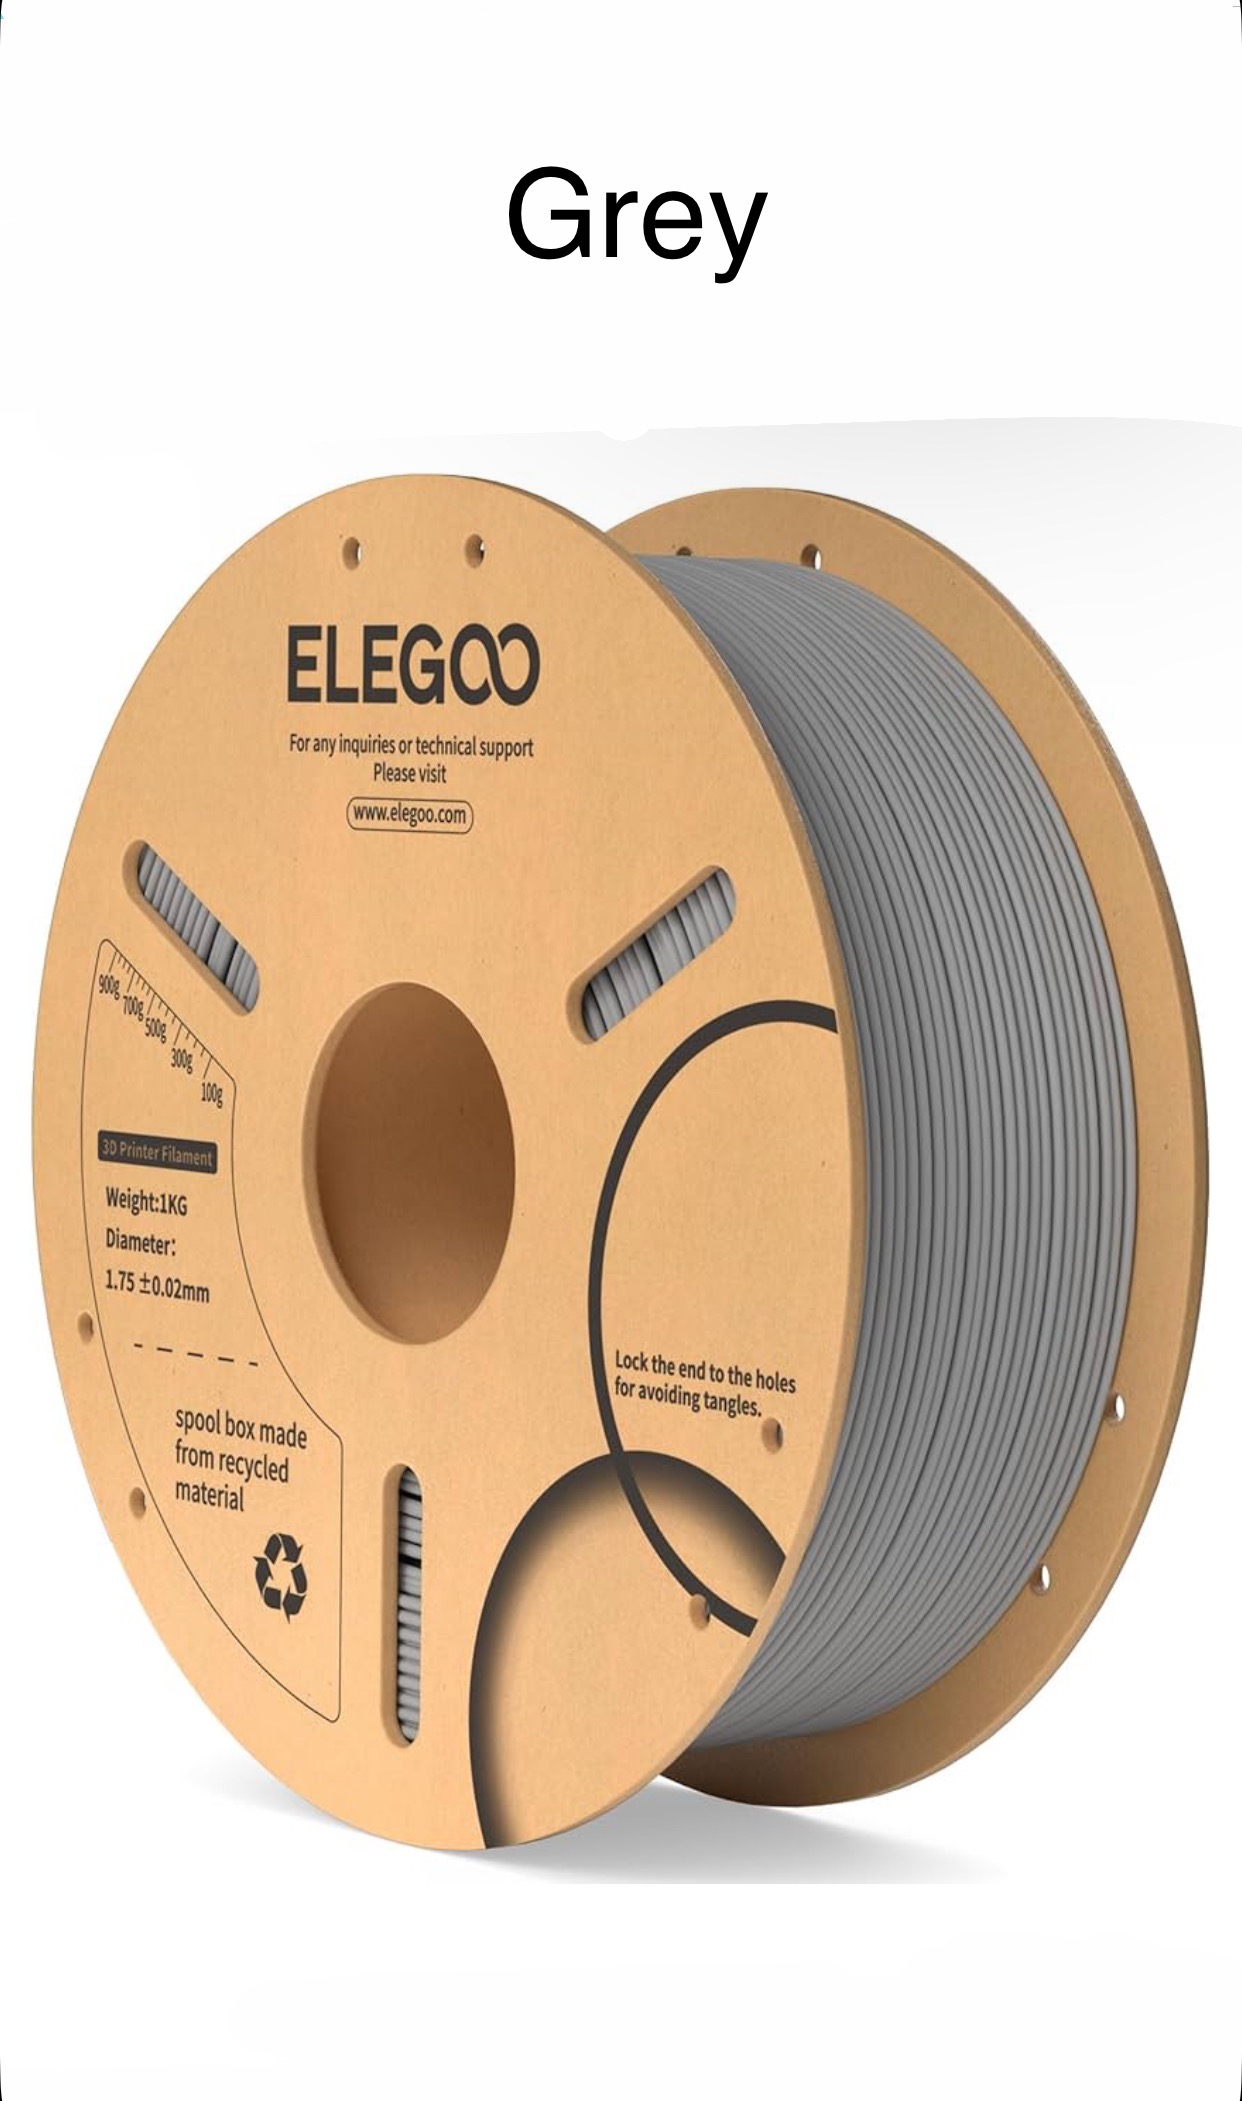 Grey
ELEGOO
For any inquiries or technical support
Please visit
www.elegoo.com
900g
700g
500g
300g
100g
3D Printer Filament
Weight:1KG
Diameter:
1.75 ±0.02mm
Lock the end to the holes
for avoiding tangles.
spool box made
from recycled
material